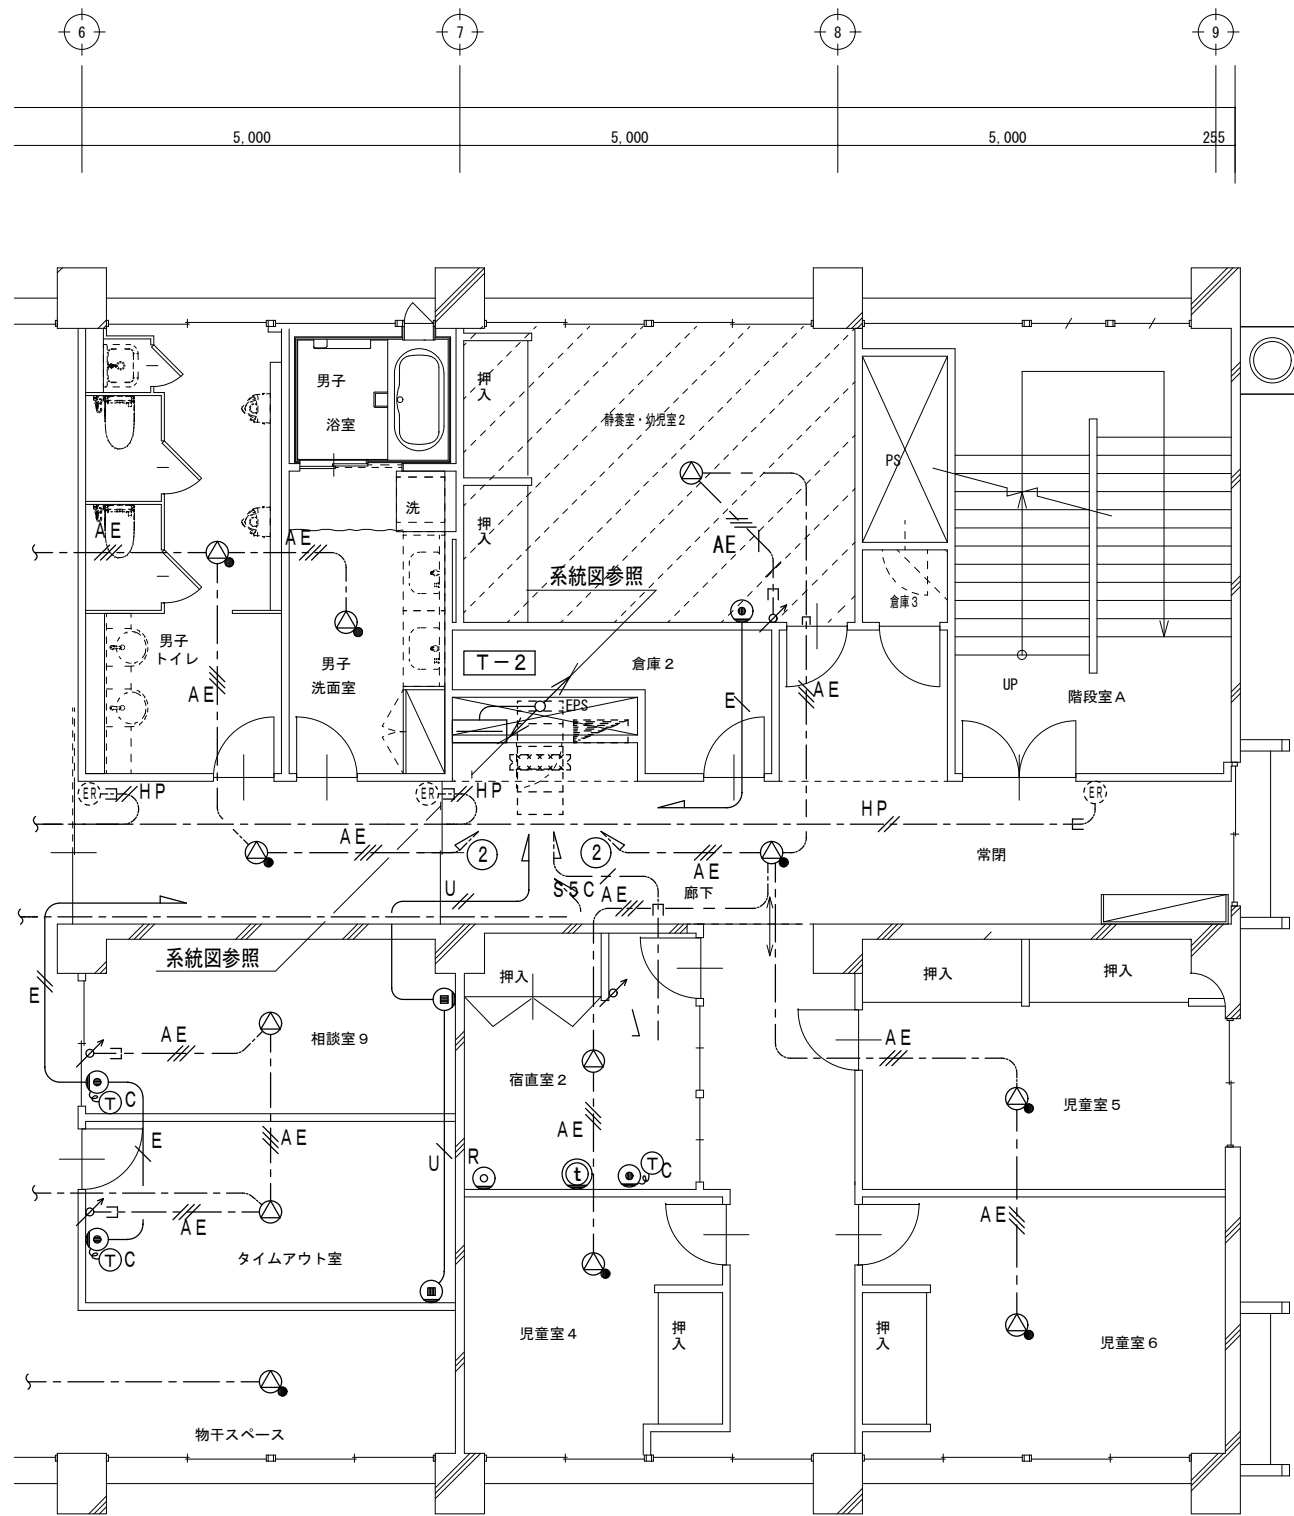 6
7
8
9
5,000
5,000
5,000
255
男子
浴室
押
入
静養室・幼児室2
PS
洗
押
入
AE
AE
AE
系統図参照
倉庫3
男子
トイレ
男子
洗面室
T-2
倉庫2
UP
階段室A
AE
E
AE
EPS
ER
HP
ER
HP
HP
ER
AE
2
2
AE
常閉
U
S5C
AE
廊下
系統図参照
押入
押入
押入
E
AE
相談室9
宿直室2
AE
児童室5
T
C
E
AE
U
R
AE
t
T
C
AE
AE
T
C
タイムアウト室
児童室4
押
入
押
入
児童室6
物干スペース